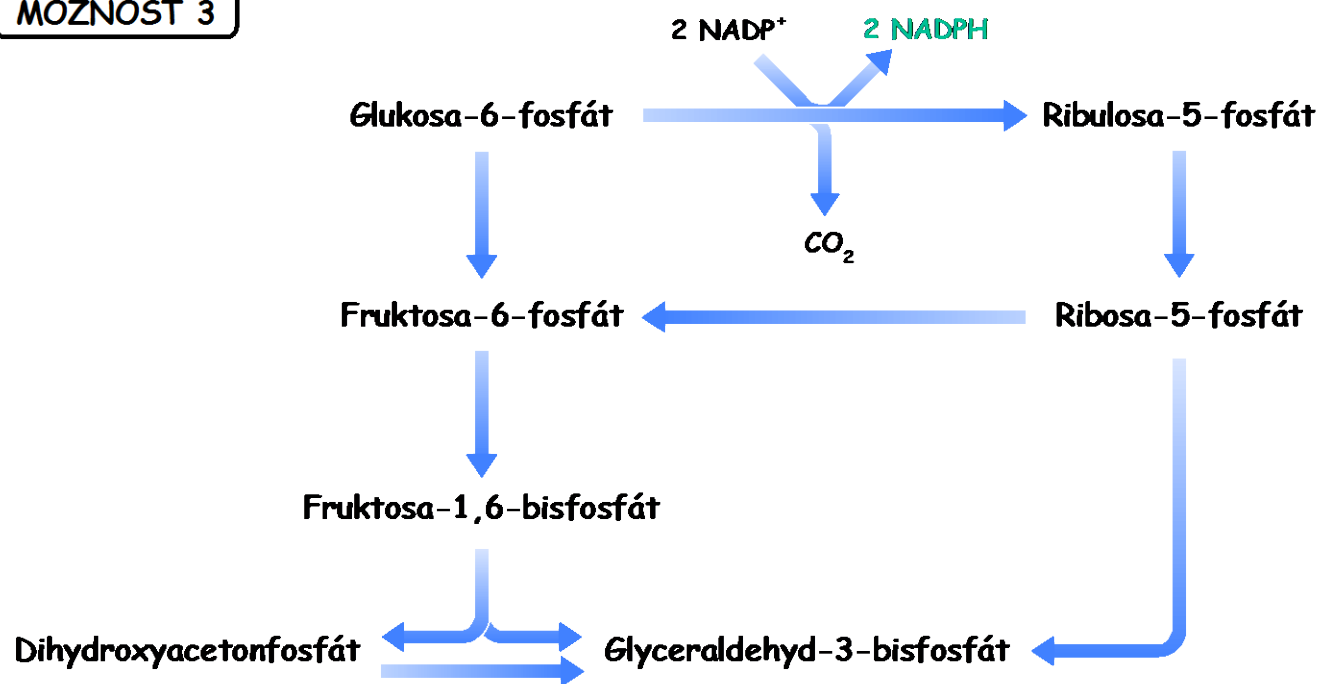 MOŽNOST 3
2 NADP⁺ 2 NADPH
Glukosa-6-fosfát Ribulosa-5-fosfát
CO₂
Fruktosa-6-fosfát Ribosa-5-fosfát
Fruktosa-1,6-bisfosfát
Dihydroxyacetonfosfát Glyceraldehyd-3-bisfosfát